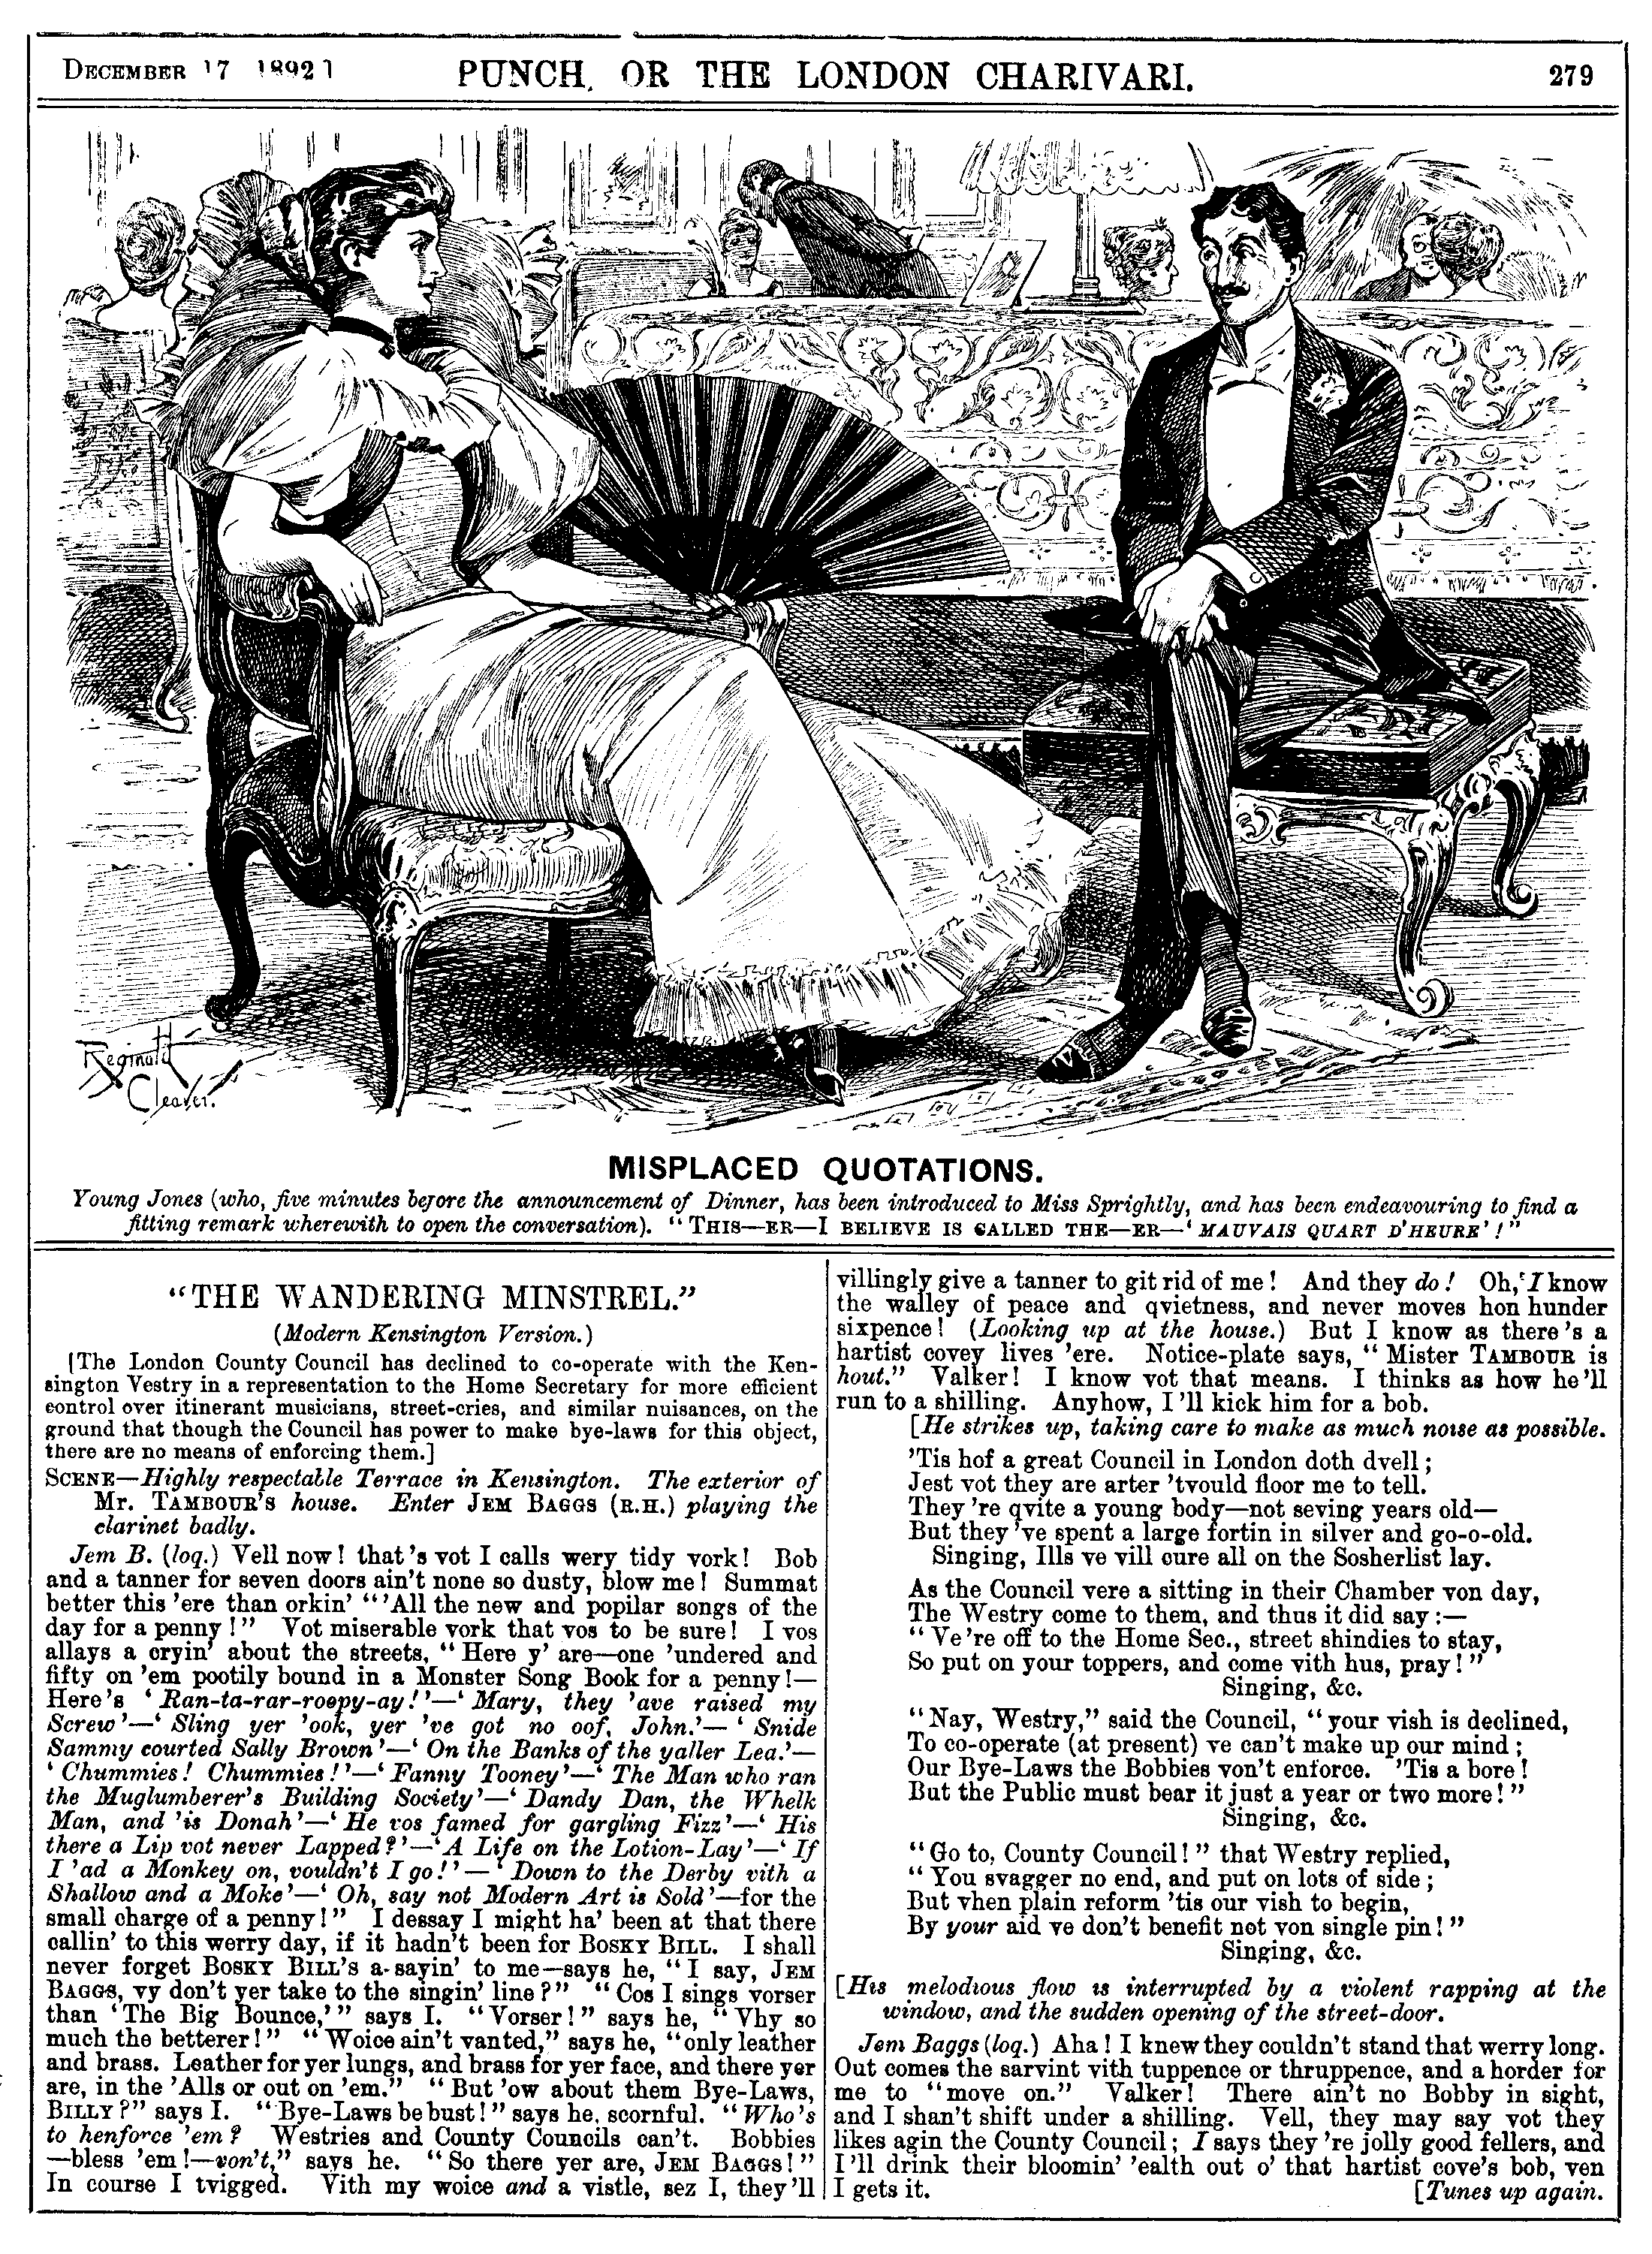 DECEMBER 17 1892]
PUNCH, OR THE LONDON CHARIVARI.
279
Reginald
Cleaver.
MISPLACED QUOTATIONS.
Young Jones (who, five minutes before the announcement of Dinner, has been introduced to Miss Sprightly, and has been endeavouring to find a
fitting remark wherewith to open the conversation). "THIS—ER—I BELIEVE IS CALLED THE—ER—'MAUVAIS QUART D'HEURE'!"
"THE WANDERING MINSTREL."
(Modern Kensington Version.)
[The London County Council has declined to co-operate with the Ken-
sington Vestry in a representation to the Home Secretary for more efficient
control over itinerant musicians, street-cries, and similar nuisances, on the
ground that though the Council has power to make bye-laws for this object,
there are no means of enforcing them.]
SCENE—Highly respectable Terrace in Kensington. The exterior of
Mr. TAMBOUR'S house. Enter JEM BAGGS (R.H.) playing the
clarinet badly.
Jem B. (loq.) Vell now! that's vot I calls wery tidy vork! Bob
and a tanner for seven doors ain't none so dusty, blow me! Summat
better this 'ere than orkin' "'All the new and popilar songs of the
day for a penny!" Vot miserable vork that vos to be sure! I vos
allays a cryin' about the streets, "Here y' are—one 'undered and
fifty on 'em pootily bound in a Monster Song Book for a penny!—
Here's 'Ran-ta-rar-roepy-ay!'—'Mary, they 'ave raised my
Screw'—'Sling yer 'ook, yer 've got no oof, John.'—'Snide
Sammy courted Sally Brown'—'On the Banks of the yaller Lea.'—
'Chummies! Chummies!'—'Fanny Tooney'—'The Man who ran
the Muglumberer's Building Society'—'Dandy Dan, the Whelk
Man, and 'is Donah'—'He vos famed for gargling Fizz'—'His
there a Lip vot never Lapped?'—'A Life on the Lotion-Lay'—'If
I 'ad a Monkey on, vouldn't I go!'—'Down to the Derby vith a
Shallow and a Moke'—'Oh, say not Modern Art is Sold'—for the
small charge of a penny!" I dessay I might ha' been at that there
callin' to this werry day, if it hadn't been for BOSKY BILL. I shall
never forget BOSKY BILL'S a-sayin' to me—says he, "I say, JEM
BAGGS, vy don't yer take to the singin' line?" "Cos I sings vorser
than 'The Big Bounce,'" says I. "Vorser!" says he, "Vhy so
much the betterer!" "Woice ain't vanted," says he, "only leather
and brass. Leather for yer lungs, and brass for yer face, and there yer
are, in the 'Alls or out on 'em." "But 'ow about them Bye-Laws,
BILLY?" says I. "Bye-Laws be bust!" says he, scornful. "Who's
to henforce 'em? Westries and County Councils can't. Bobbies
—bless 'em!—von't," says he. "So there yer are, JEM BAGGS!"
In course I tvigged. Vith my woice and a vistle, sez I, they'll
villingly give a tanner to git rid of me! And they do! Oh, I know
the walley of peace and qvietness, and never moves hon hunder
sixpence! (Looking up at the house.) But I know as there's a
hartist covey lives 'ere. Notice-plate says, "Mister TAMBOUR is
hout." Valker! I know vot that means. I thinks as how he'll
run to a shilling. Anyhow, I'll kick him for a bob.
[He strikes up, taking care to make as much noise as possible.
'Tis hof a great Council in London doth dvell;
Jest vot they are arter 'tvould floor me to tell.
They 're qvite a young body—not seving years old—
But they 've spent a large fortin in silver and go-o-old.
Singing, Ills ve vill cure all on the Sosherlist lay.
As the Council vere a sitting in their Chamber von day,
The Westry come to them, and thus it did say:—
"Ve're off to the Home Sec., street shindies to stay,
So put on your toppers, and come vith hus, pray!"
Singing, &c.
"Nay, Westry," said the Council, "your vish is declined,
To co-operate (at present) ve can't make up our mind;
Our Bye-Laws the Bobbies von't enforce. 'Tis a bore!
But the Public must bear it just a year or two more!"
Singing, &c.
"Go to, County Council!" that Westry replied,
"You svagger no end, and put on lots of side;
But vhen plain reform 'tis our vish to begin,
By your aid ve don't benefit not von single pin!"
Singing, &c.
[His melodious flow is interrupted by a violent rapping at the
window, and the sudden opening of the street-door.
Jem Baggs (loq.) Aha! I knew they couldn't stand that werry long.
Out comes the sarvint vith tuppence or thruppence, and a horder for
me to "move on." Valker! There ain't no Bobby in sight,
and I shan't shift under a shilling. Vell, they may say vot they
likes agin the County Council; I says they 're jolly good fellers, and
I'll drink their bloomin' 'ealth out o' that hartist cove's bob, ven
I gets it.
[Tunes up again.